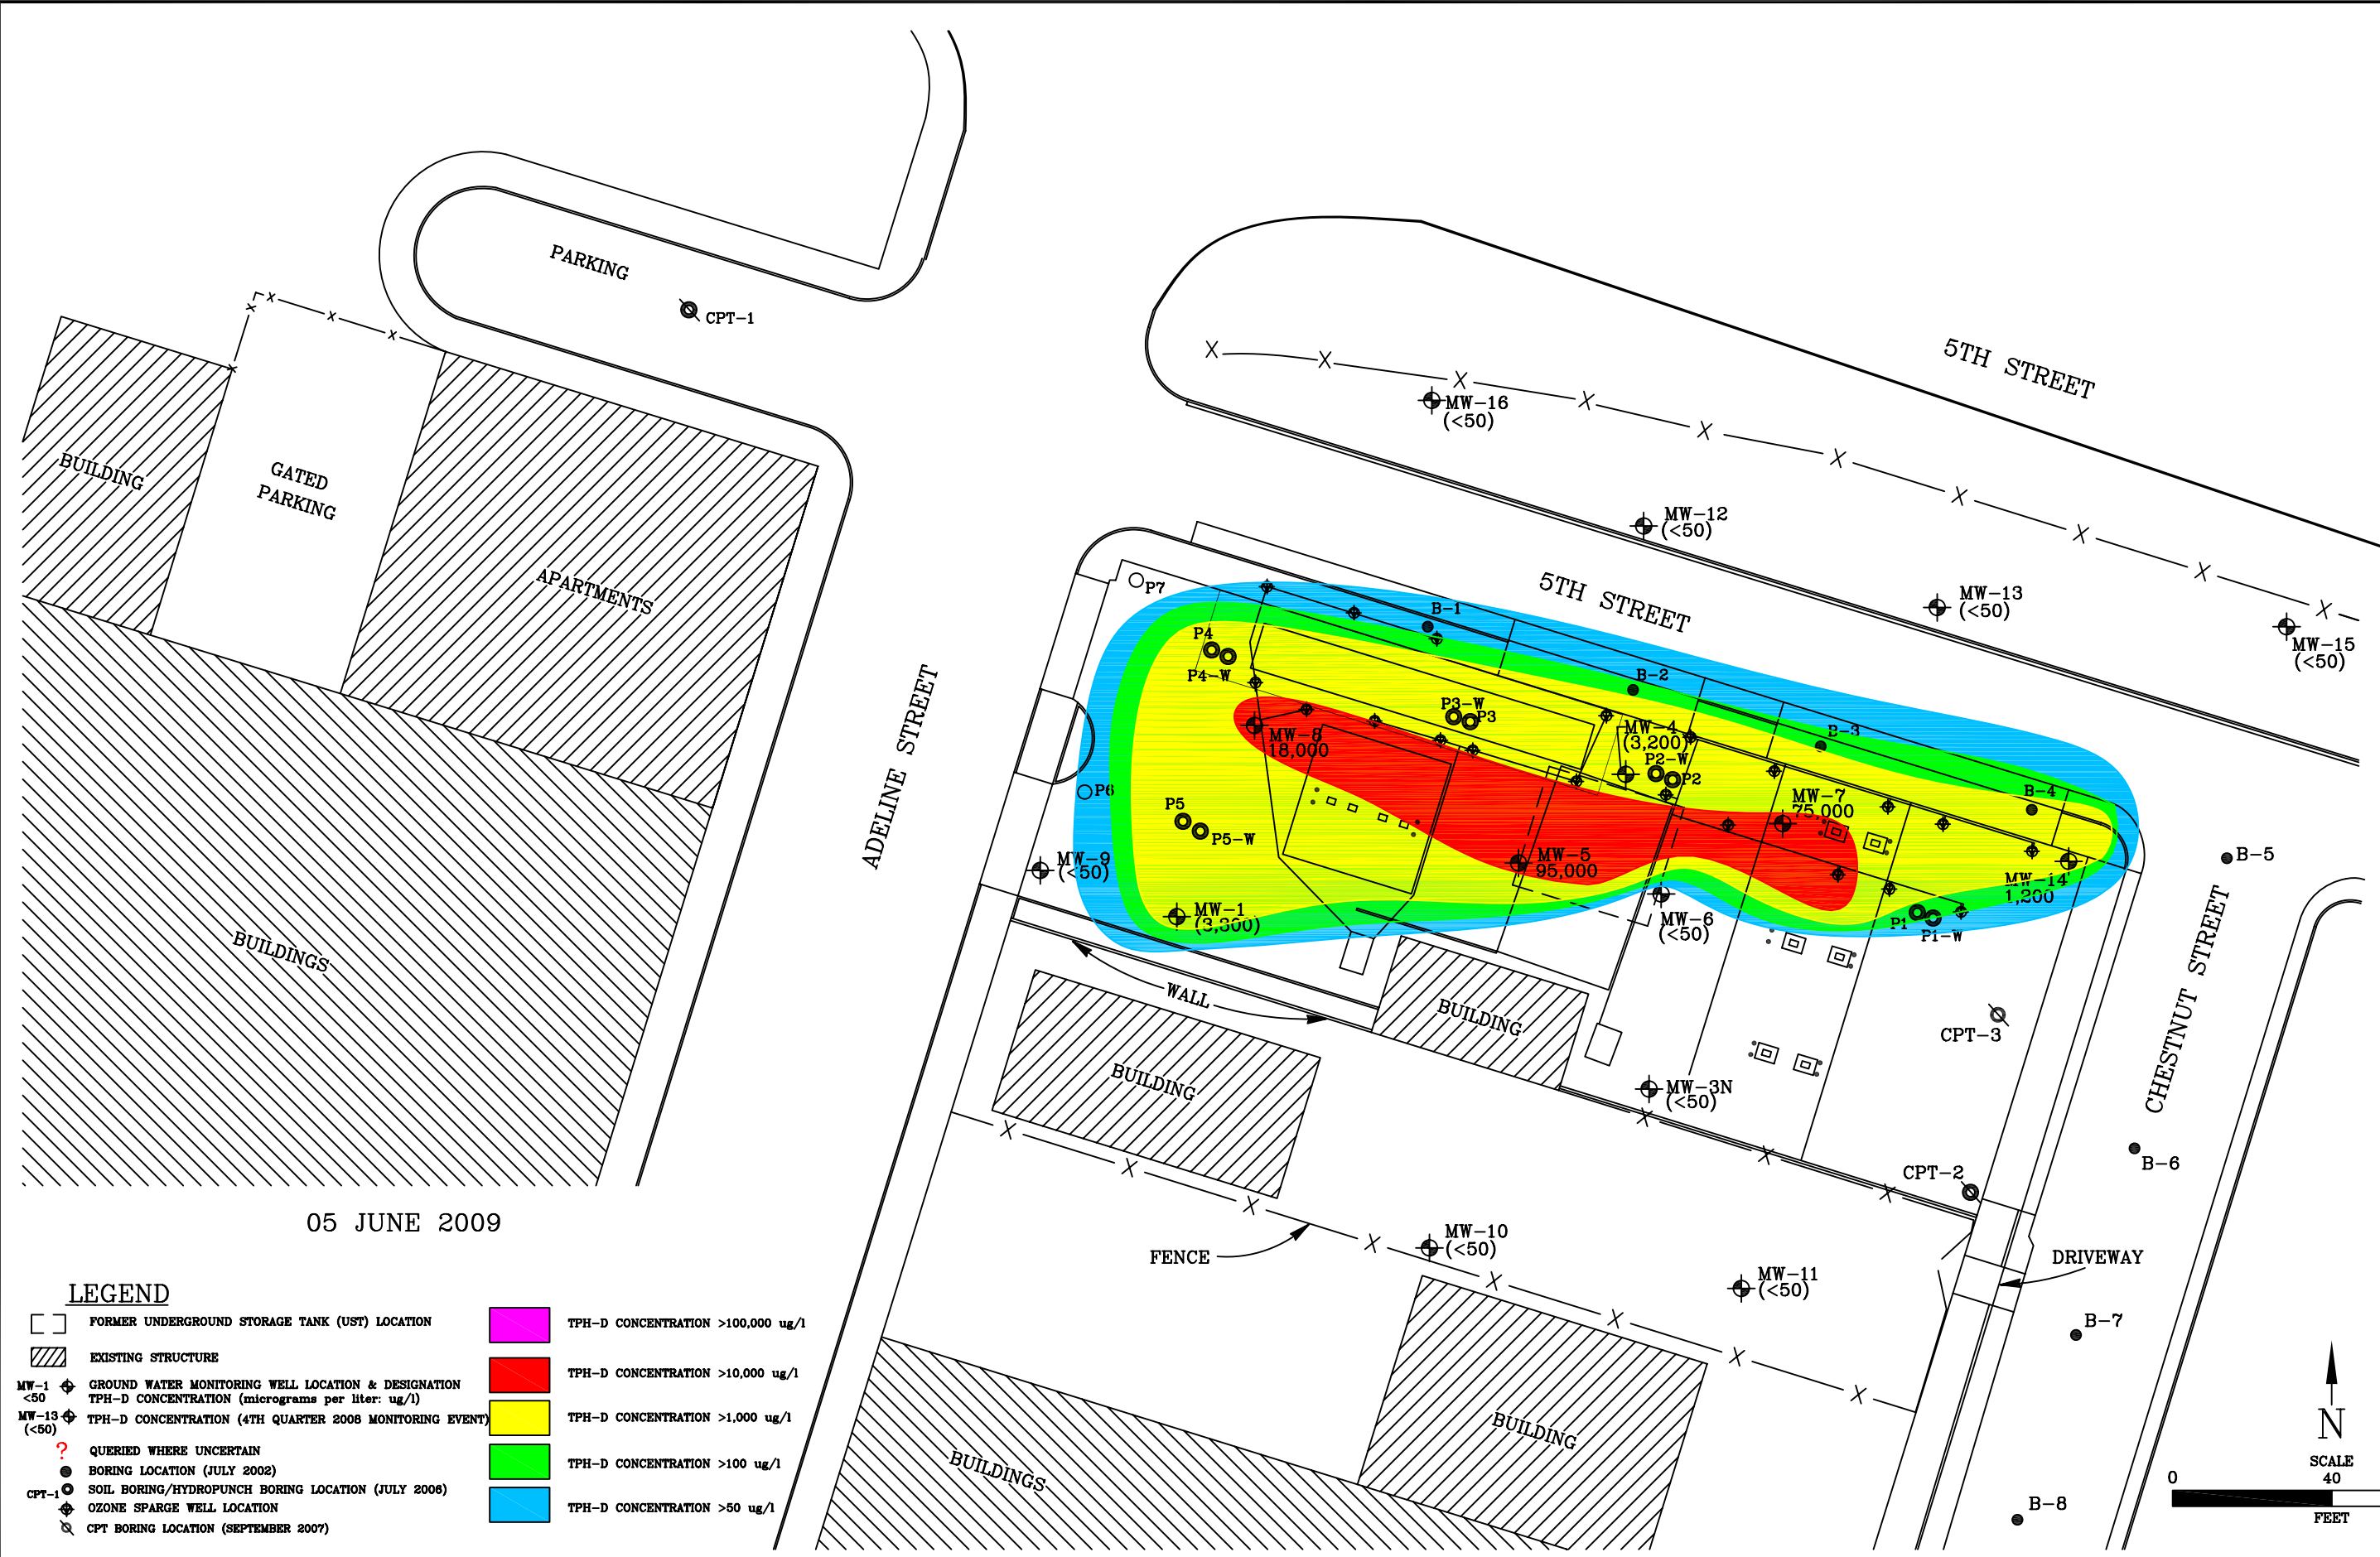 PARKING
CPT-1
5TH STREET
MW-16
(<50)
BUILDING
GATED
PARKING
APARTMENTS
MW-12
(<50)
5TH STREET
MW-13
(<50)
MW-15
(<50)
P7
B-1
P4
P4-W
B-2
P3-W
P3
MW-8
18,000
MW-4
(3,200)
P2-W
P2
B-3
P6
MW-7
75,000
B-4
P5
P5-W
ADELINE STREET
MW-9
(<50)
MW-5
95,000
B-5
MW-14
1,200
MW-1
(3,300)
MW-6
(<50)
P1
P1-W
BUILDINGS
WALL
BUILDING
CPT-3
CHESTNUT STREET
BUILDING
MW-3N
(<50)
B-6
CPT-2
05 JUNE 2009
FENCE
MW-10
(<50)
MW-11
(<50)
DRIVEWAY
B-7
BUILDING
BUILDINGS
B-8
N
SCALE
0 40
FEET
LEGEND
FORMER UNDERGROUND STORAGE TANK (UST) LOCATION
EXISTING STRUCTURE
MW-1 GROUND WATER MONITORING WELL LOCATION & DESIGNATION
<50 TPH-D CONCENTRATION (micrograms per liter: ug/l)
MW-13 TPH-D CONCENTRATION (4TH QUARTER 2008 MONITORING EVENT)
(<50)
? QUERIED WHERE UNCERTAIN
BORING LOCATION (JULY 2002)
CPT-1 SOIL BORING/HYDROPUNCH BORING LOCATION (JULY 2006)
OZONE SPARGE WELL LOCATION
CPT BORING LOCATION (SEPTEMBER 2007)
TPH-D CONCENTRATION >100,000 ug/l
TPH-D CONCENTRATION >10,000 ug/l
TPH-D CONCENTRATION >1,000 ug/l
TPH-D CONCENTRATION >100 ug/l
TPH-D CONCENTRATION >50 ug/l